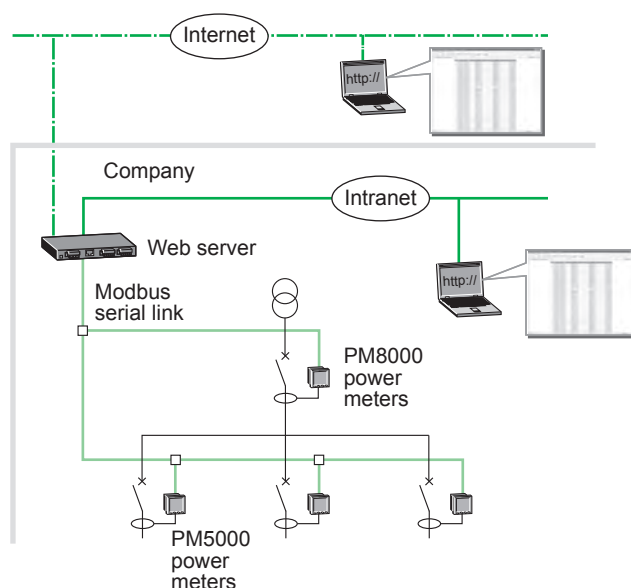 Internet
http://
Company
Intranet
Web server
http://
Modbus
serial link
PM8000
power
meters
PM5000
power
meters